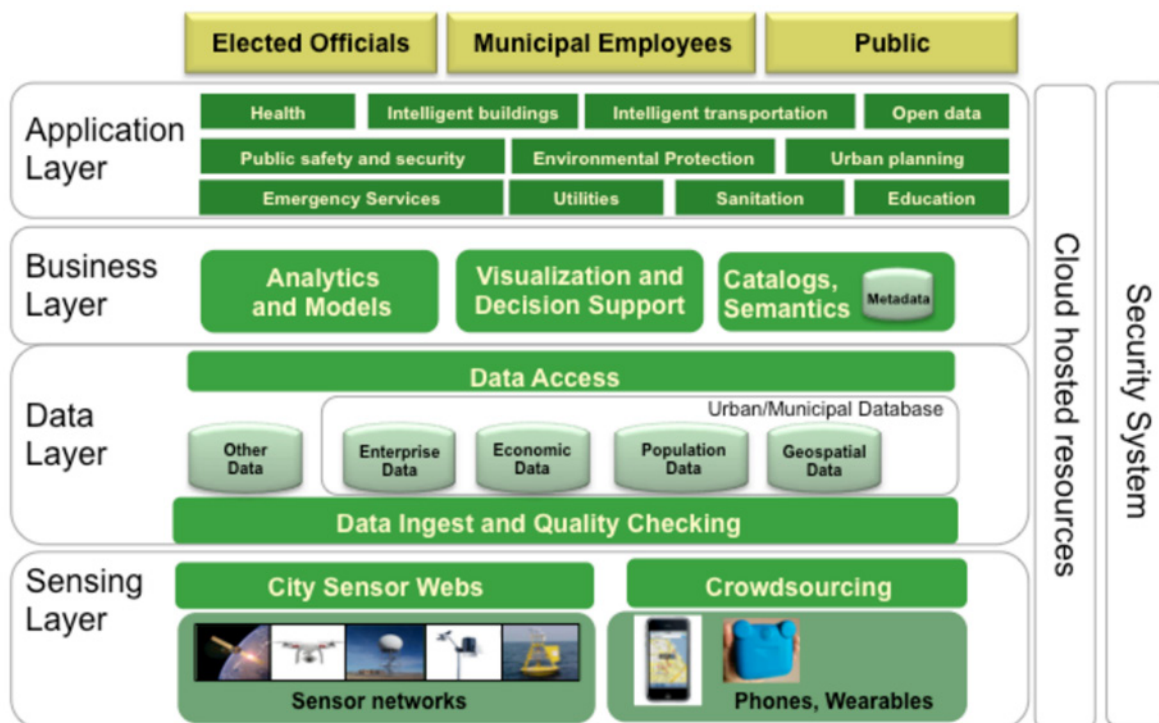 Elected Officials
Municipal Employees
Public
Application
Layer
Health
Intelligent buildings
Intelligent transportation
Open data
Public safety and security
Environmental Protection
Urban planning
Emergency Services
Utilities
Sanitation
Education
Business
Layer
Analytics
and Models
Visualization and
Decision Support
Catalogs,
Semantics
Metadata
Data
Layer
Data Access
Urban/Municipal Database
Other
Data
Enterprise
Data
Economic
Data
Population
Data
Geospatial
Data
Data Ingest and Quality Checking
Sensing
Layer
City Sensor Webs
Crowdsourcing
Sensor networks
Phones, Wearables
Cloud hosted resources
Security System